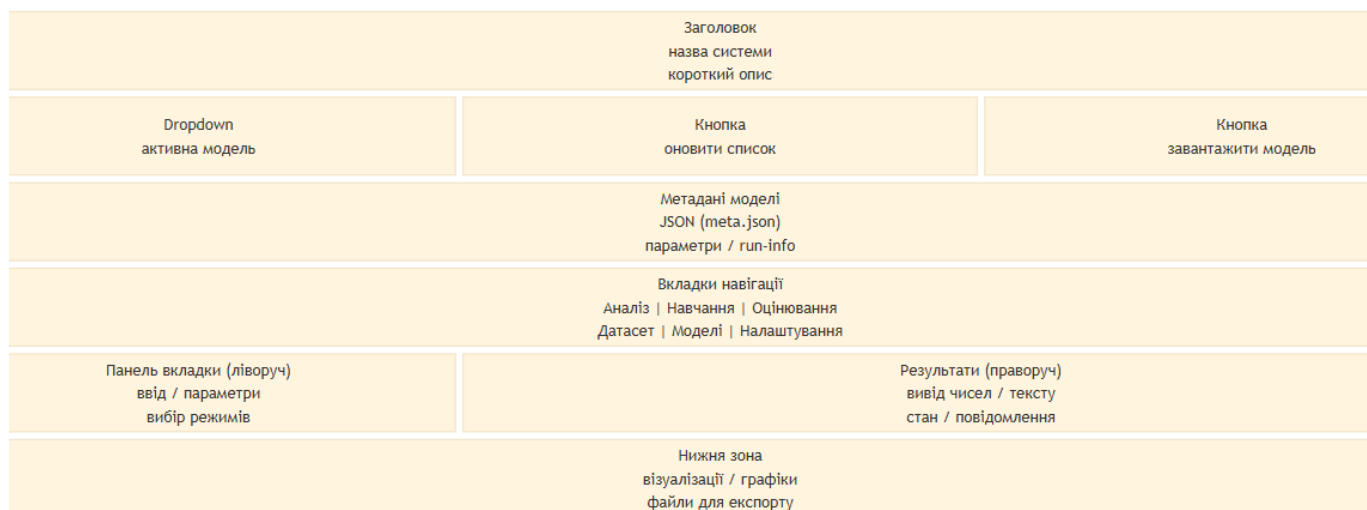 Заголовок
назва системи
короткий опис
Dropdown
активна модель
Кнопка
оновити список
Кнопка
завантажити модель
Метадані моделі
JSON (meta.json)
параметри / run-info
Вкладки навігації
Аналіз | Навчання | Оцінювання
Датасет | Моделі | Налаштування
Панель вкладки (ліворуч)
ввід / параметри
вибір режимів
Результати (праворуч)
вивід чисел / тексту
стан / повідомлення
Нижня зона
візуалізації / графіки
файли для експорту